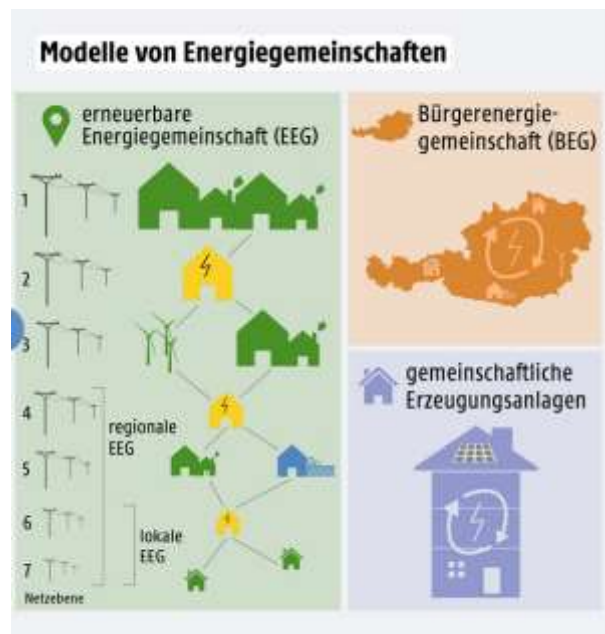 Modelle von Energiegemeinschaften
erneuerbare
Energiegemeinschaft (EEG)
1
2
3
4
5
6
7
regionale
EEG
lokale
EEG
Netzebene
Bürgerenergie-
gemeinschaft (BEG)
gemeinschaftliche
Erzeugungsanlagen